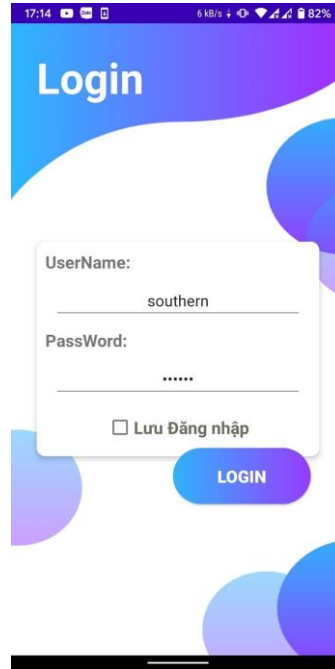 17:14 6 kB/s 82%
Login
UserName:
southern
PassWord:
••••••
Lưu Đăng nhập
LOGIN